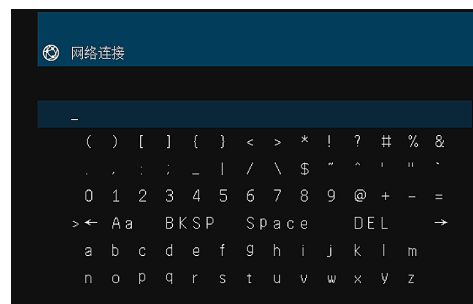 网络连接
_
( ) [ ] { } < > * ! ? # % &
. , : ; _ | / \ $ ~ ^ ' " `
0 1 2 3 4 5 6 7 8 9 @ + - =
>← Aa BKSP Space DEL →
a b c d e f g h i j k l m
n o p q r s t u v w x y z